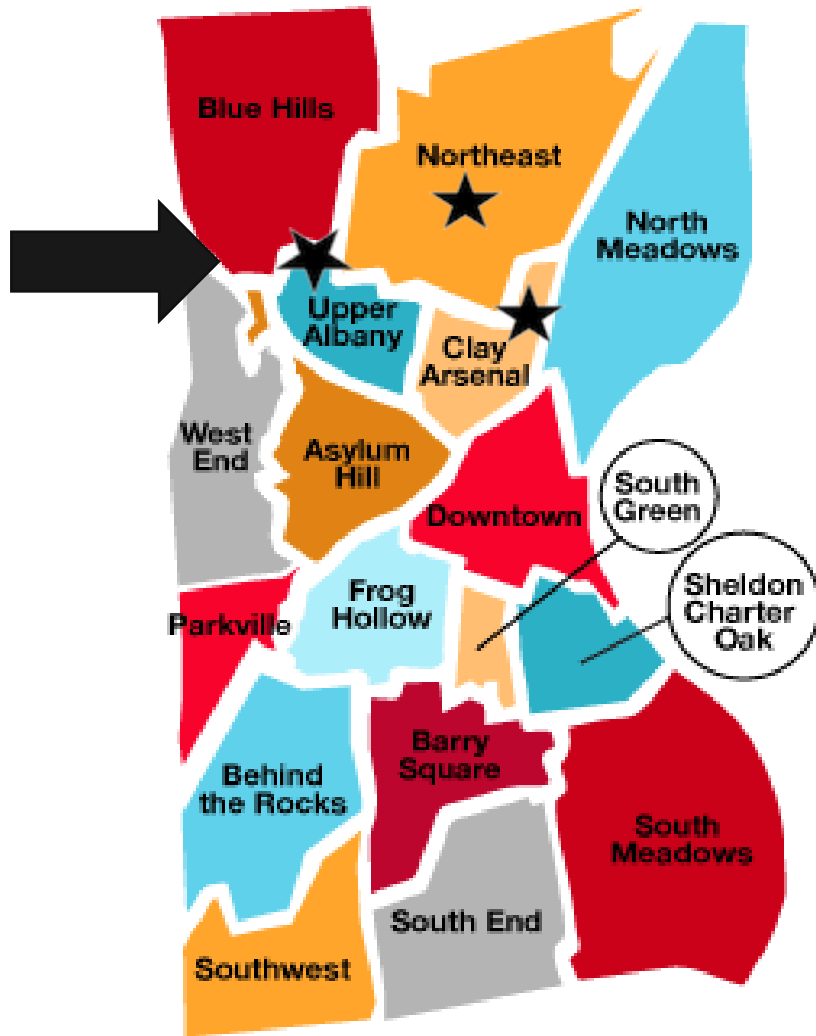 Blue Hills
Northeast
North
Meadows
Upper
Albany
Clay
Arsenal
West
End
Asylum
Hill
Downtown
South
Green
Sheldon
Charter
Oak
Frog
Hollow
Parkville
Barry
Square
Behind
the Rocks
South
Meadows
South End
Southwest